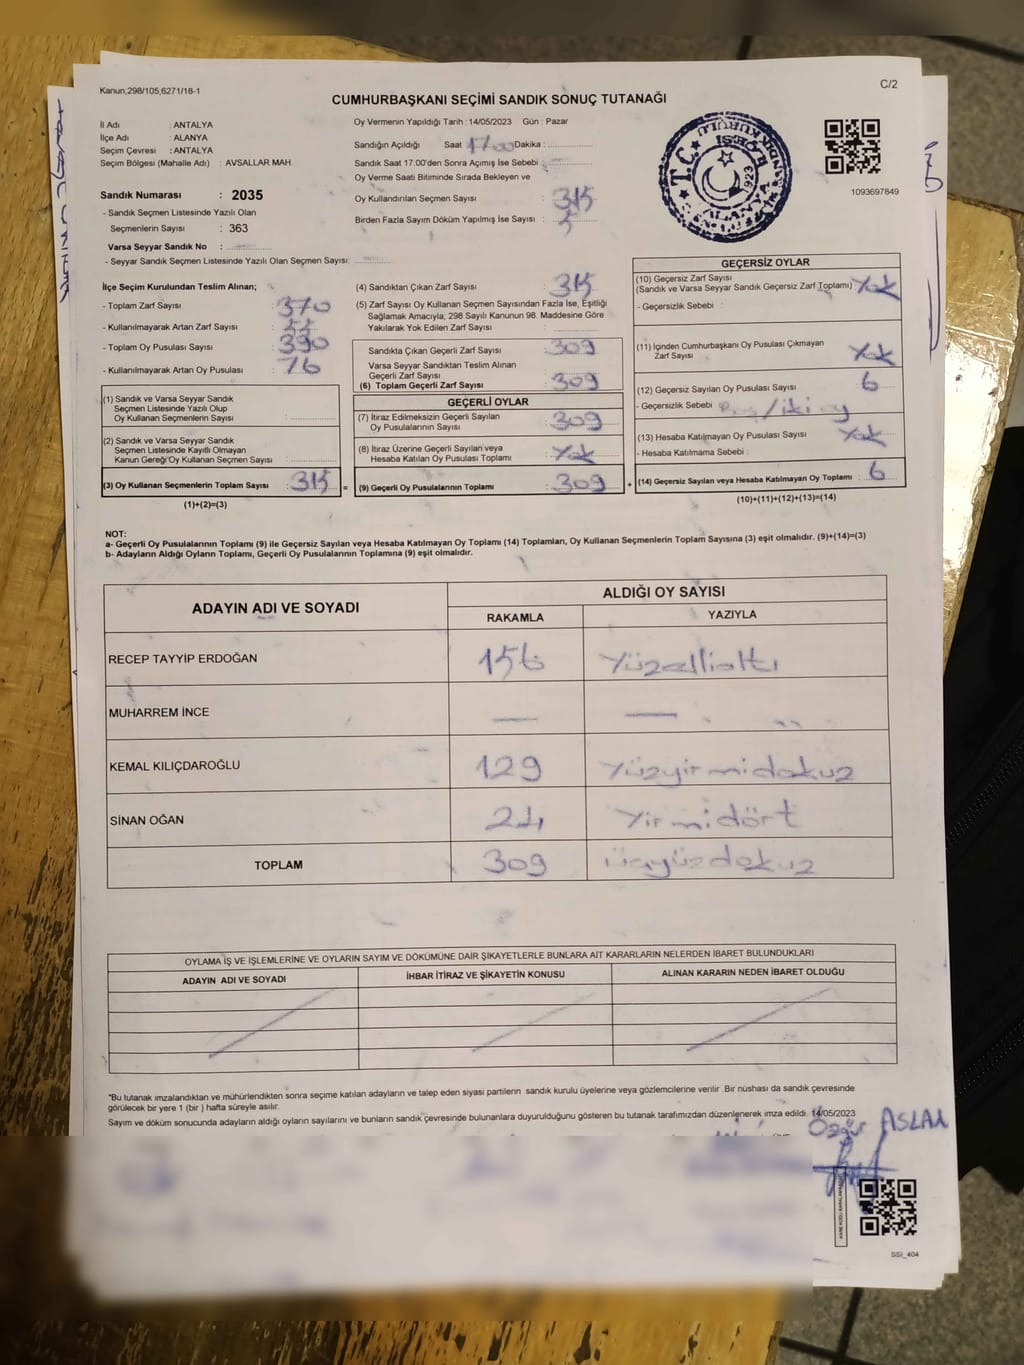 Kanun;298/105;6271/18-1
C/2
CUMHURBAŞKANI SEÇİMİ SANDIK SONUÇ TUTANAĞI
İl Adı : ANTALYA
İlçe Adı : ALANYA
Seçim Çevresi : ANTALYA
Seçim Bölgesi (Mahalle Adı) : AVSALLAR MAH.
Sandık Numarası : 2035
- Sandık Seçmen Listesinde Yazılı Olan
Seçmenlerin Sayısı : 363
Varsa Seyyar Sandık No :
- Seyyar Sandık Seçmen Listesinde Yazılı Olan Seçmen Sayısı:
Oy Vermenin Yapıldığı Tarih : 14/05/2023 Gün : Pazar
Sandığın Açıldığı Saat 17.00 Dakika :
Sandık Saat 17:00'den Sonra Açımış İse Sebebi :
Oy Verme Saati Bitiminde Sırada Bekleyen ve
Oy Kullandırılan Seçmen Sayısı : 315
Birden Fazla Sayım Döküm Yapılmış İse Sayısı :
1093697849
İlçe Seçim Kurulundan Teslim Alınan;
- Toplam Zarf Sayısı : 370
- Kullanılmayarak Artan Zarf Sayısı : 55
- Toplam Oy Pusulası Sayısı : 390
- Kullanılmayarak Artan Oy Pusulası : 76
(1) Sandık ve Varsa Seyyar Sandık
Seçmen Listesinde Yazılı Olup
Oy Kullanan Seçmenlerin Sayısı :
(2) Sandık ve Varsa Seyyar Sandık
Seçmen Listesinde Kayıtlı Olmayan
Kanun Gereği Oy Kullanan Seçmen Sayısı :
(3) Oy Kullanan Seçmenlerin Toplam Sayısı : 315 =
(1)+(2)=(3)
(4) Sandıktan Çıkan Zarf Sayısı : 315
(5) Zarf Sayısı Oy Kullanan Seçmen Sayısından Fazla İse, Eşitliği
Sağlamak Amacıyla; 298 Sayılı Kanunun 98. Maddesine Göre
Yakılarak Yok Edilen Zarf Sayısı :
Sandıkta Çıkan Geçerli Zarf Sayısı : 309
Varsa Seyyar Sandıktan Teslim Alınan
Geçerli Zarf Sayısı :
(6) Toplam Geçerli Zarf Sayısı : 309
GEÇERLİ OYLAR
(7) İtiraz Edilmeksizin Geçerli Sayılan
Oy Pusulalarının Sayısı : 309
(8) İtiraz Üzerine Geçerli Sayılan veya
Hesaba Katılan Oy Pusulası Toplamı : Yok
(9) Geçerli Oy Pusulalarının Toplamı : 309 +
GEÇERSİZ OYLAR
(10) Geçersiz Zarf Sayısı
(Sandık ve Varsa Seyyar Sandık Geçersiz Zarf Toplamı) : Yok
- Geçersizlik Sebebi :
(11) İçinden Cumhurbaşkanı Oy Pusulası Çıkmayan
Zarf Sayısı : Yok
(12) Geçersiz Sayılan Oy Pusulası Sayısı : 6
- Geçersizlik Sebebi : Boş/iki oy
(13) Hesaba Katılmayan Oy Pusulası Sayısı : Yok
- Hesaba Katılmama Sebebi :
(14) Geçersiz Sayılan veya Hesaba Katılmayan Oy Toplamı : 6
(10)+(11)+(12)+(13)=(14)
NOT:
a- Geçerli Oy Pusulalarının Toplamı (9) ile Geçersiz Sayılan veya Hesaba Katılmayan Oy Toplamı (14) Toplamları, Oy Kullanan Seçmenlerin Toplam Sayısına (3) eşit olmalıdır. (9)+(14)=(3)
b- Adayların Aldığı Oyların Toplamı, Geçerli Oy Pusulalarının Toplamına (9) eşit olmalıdır.
ADAYIN ADI VE SOYADI ALDIĞI OY SAYISI
RAKAMLA YAZIYLA
RECEP TAYYİP ERDOĞAN 156 Yüzellialtı
MUHARREM İNCE — —
KEMAL KILIÇDAROĞLU 129 Yüzyirmidokuz
SİNAN OĞAN 24 Yirmidört
TOPLAM 309 üçyüzdokuz
OYLAMA İŞ VE İŞLEMLERİNE VE OYLARIN SAYIM VE DÖKÜMÜNE DAİR ŞİKAYETLERLE BUNLARA AİT KARARLARIN NELERDEN İBARET BULUNDUKLARI
ADAYIN ADI VE SOYADI İHBAR İTİRAZ VE ŞİKAYETİN KONUSU ALINAN KARARIN NEDEN İBARET OLDUĞU
*Bu tutanak imzalandıktan ve mühürlendikten sonra seçime katılan adayların ve talep eden siyasi partilerin sandık kurulu üyelerine veya gözlemcilerine verilir. Bir nüshası da sandık çevresinde
görülecek bir yere 1 (bir ) hafta süreyle asılır.
Sayım ve döküm sonucunda adayların aldığı oyların sayılarını ve bunların sandık çevresinde bulunanlara duyurulduğunu gösteren bu tutanak tarafımızdan düzenlenerek imza edildi. 14/05/2023
Özgür ASLAN
SSI_404